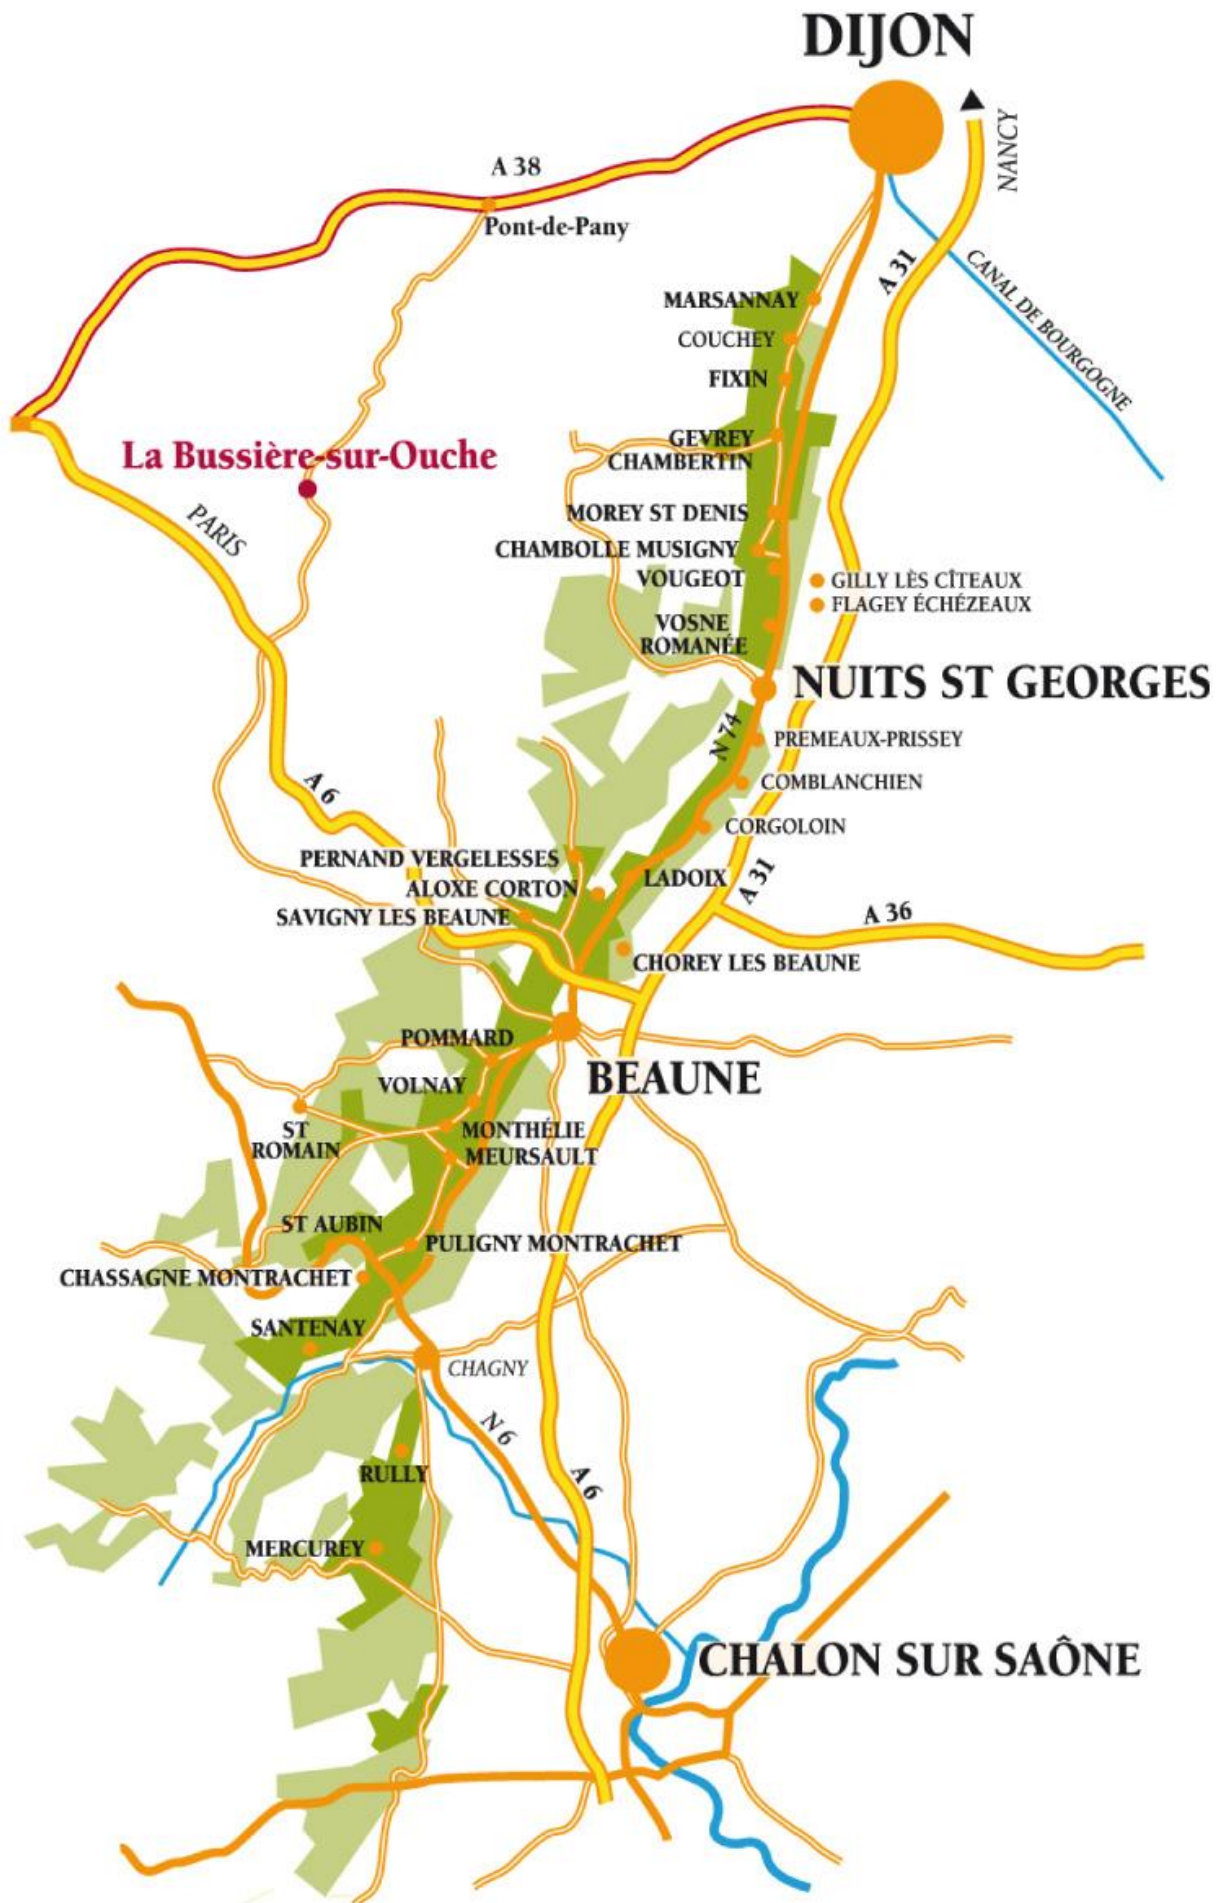 DIJON
NANCY
A 38
Pont-de-Pany
A 31
CANAL DE BOURGOGNE
MARSANNAY
COUCHEY
FIXIN
GEVREY
CHAMBERTIN
La Bussière-sur-Ouche
PARIS
MOREY ST DENIS
CHAMBOLLE MUSIGNY
VOUGEOT
GILLY LÈS CÎTEAUX
FLAGEY ÉCHÉZEAUX
VOSNE
ROMANÉE
NUITS ST GEORGES
N 74
PREMEAUX-PRISSEY
COMBLANCHIEN
A 6
CORGOLOIN
PERNAND VERGELESSES
LADOIX
A 31
ALOXE CORTON
SAVIGNY LES BEAUNE
A 36
CHOREY LES BEAUNE
POMMARD
BEAUNE
VOLNAY
ST
ROMAIN
MONTHÉLIE
MEURSAULT
ST AUBIN
PULIGNY MONTRACHET
CHASSAGNE MONTRACHET
SANTENAY
CHAGNY
N 6
RULLY
A 6
MERCUREY
CHALON SUR SAÔNE